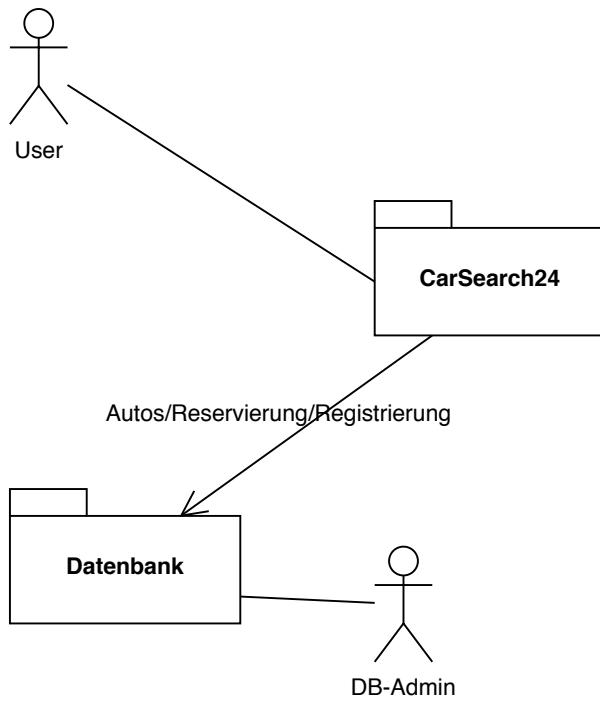 User
CarSearch24
Autos/Reservierung/Registrierung
Datenbank
DB-Admin